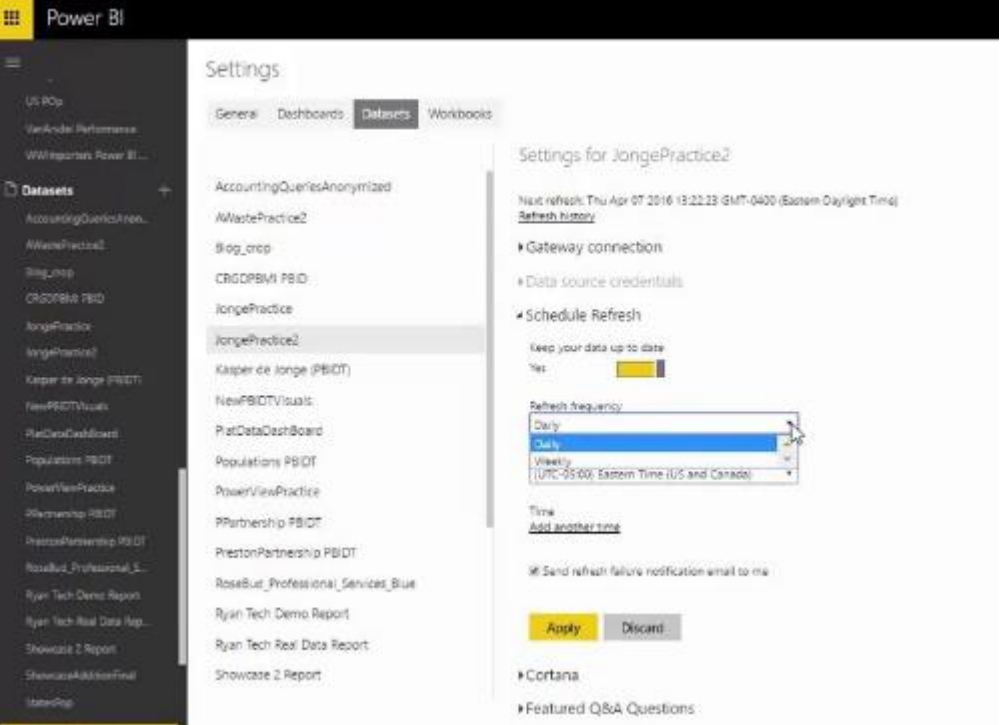 Power BI
US POp
VanAndel Performance
WWImporters Power BI ...
Datasets
AccountingQueriesAnon...
AWastePractice2
Blog_crop
CRGDPBMI PBID
JongePractice
JongePractice2
Kasper de Jonge (PBIDT)
NewPBIDTVisuals
PlatDataDashBoard
Populations PBIDT
PowerViewPractice
PPartnership PBIDT
PrestonPartnership PBIDT
RoseBud_Professional_S...
Ryan Tech Demo Report
Ryan Tech Real Data Rep...
Showcase 2 Report
ShowcaseAdditionFinal
StatesPop
Settings
General Dashboards Datasets Workbooks
AccountingQueriesAnonymized
AWastePractice2
Blog_crop
CRGDPBMI PBID
JongePractice
JongePractice2
Kasper de Jonge (PBIDT)
NewPBIDTVisuals
PlatDataDashBoard
Populations PBIDT
PowerViewPractice
PPartnership PBIDT
PrestonPartnership PBIDT
RoseBud_Professional_Services_Blue
Ryan Tech Demo Report
Ryan Tech Real Data Report
Showcase 2 Report
Settings for JongePractice2
Next refresh: Thu Apr 07 2016 13:22:23 GMT-0400 (Eastern Daylight Time)
Refresh history
Gateway connection
Data source credentials
Schedule Refresh
Keep your data up to date
Yes
Refresh frequency
Daily
Daily
Weekly
(UTC-05:00) Eastern Time (US and Canada)
Time
Add another time
Send refresh failure notification email to me
Apply Discard
Cortana
Featured Q&A Questions